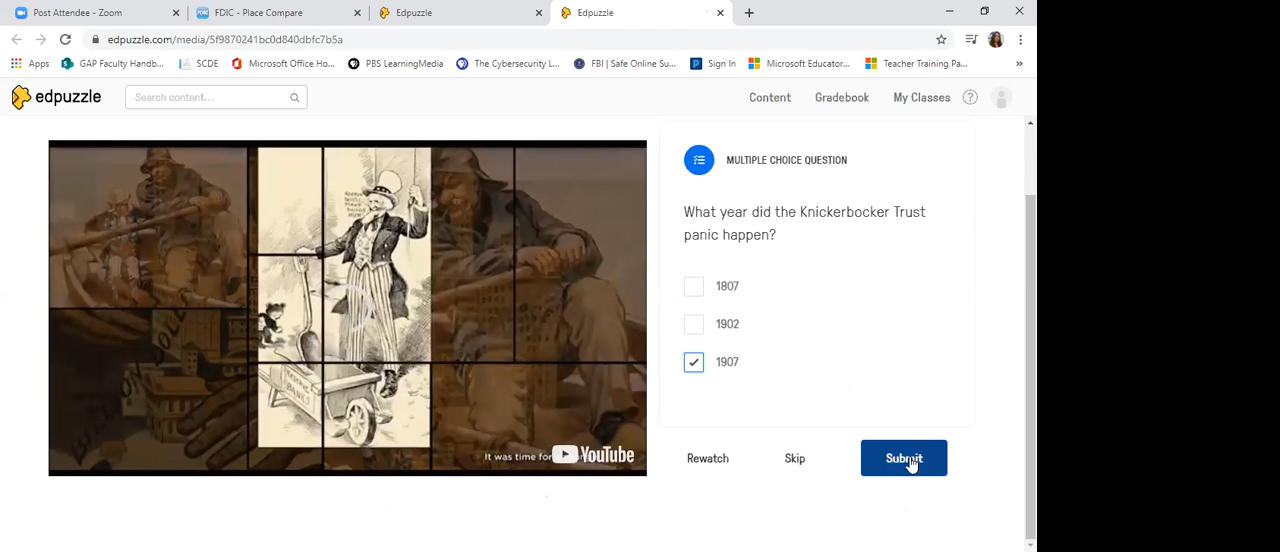 Post Attendee - Zoom
FDIC - Place Compare
Edpuzzle
Edpuzzle
edpuzzle.com/media/5f9870241bc0d840dbfc7b5a
Apps
GAP Faculty Handb...
SCDE
Microsoft Office Ho...
PBS LearningMedia
The Cybersecurity L...
FBI | Safe Online Su...
Sign In
Microsoft Educator...
Teacher Training Pa...
»
edpuzzle
Search content...
Content
Gradebook
My Classes
?
MULTIPLE CHOICE QUESTION
What year did the Knickerbocker Trust
panic happen?
1807
1902
1907
It was time for
YouTube
Rewatch
Skip
Submit